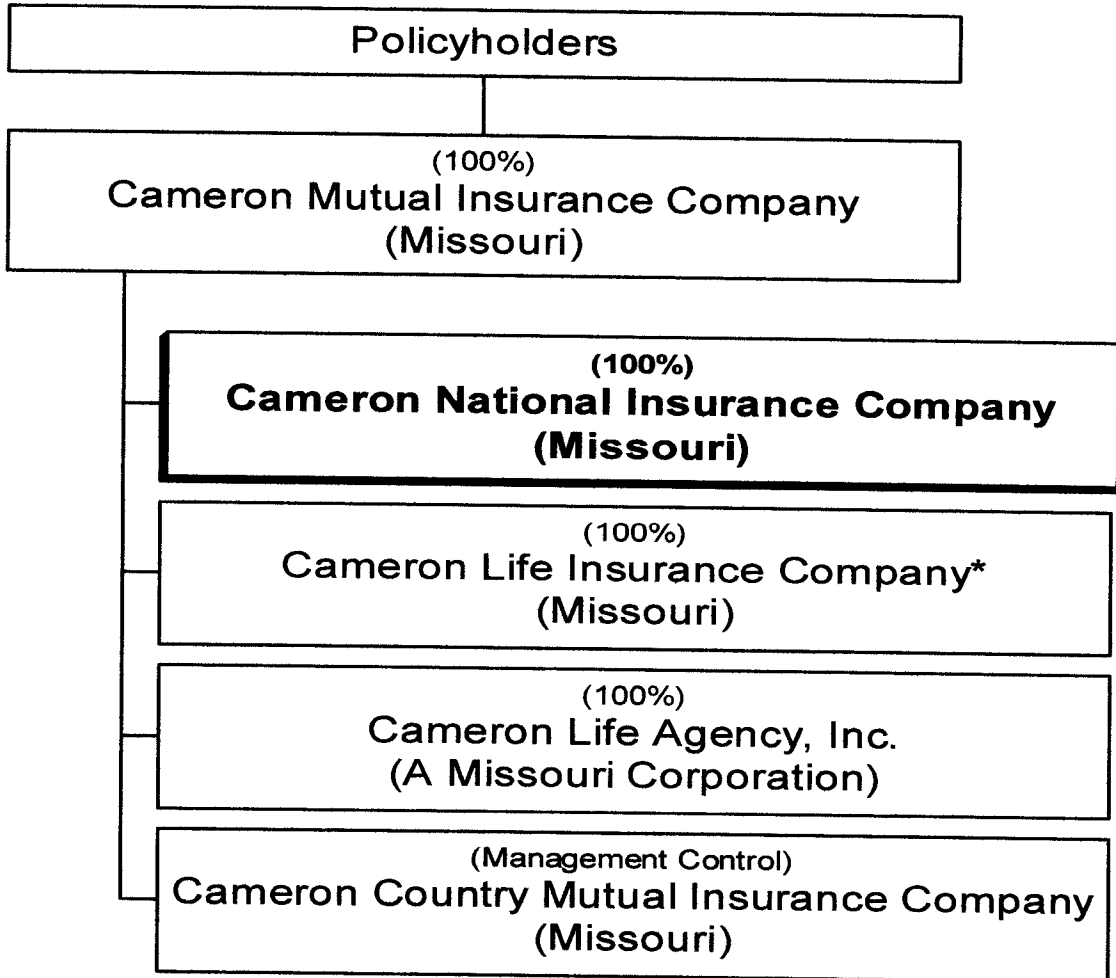 Policyholders
(100%)
Cameron Mutual Insurance Company
(Missouri)
(100%)
Cameron National Insurance Company
(Missouri)
(100%)
Cameron Life Insurance Company*
(Missouri)
(100%)
Cameron Life Agency, Inc.
(A Missouri Corporation)
(Management Control)
Cameron Country Mutual Insurance Company
(Missouri)